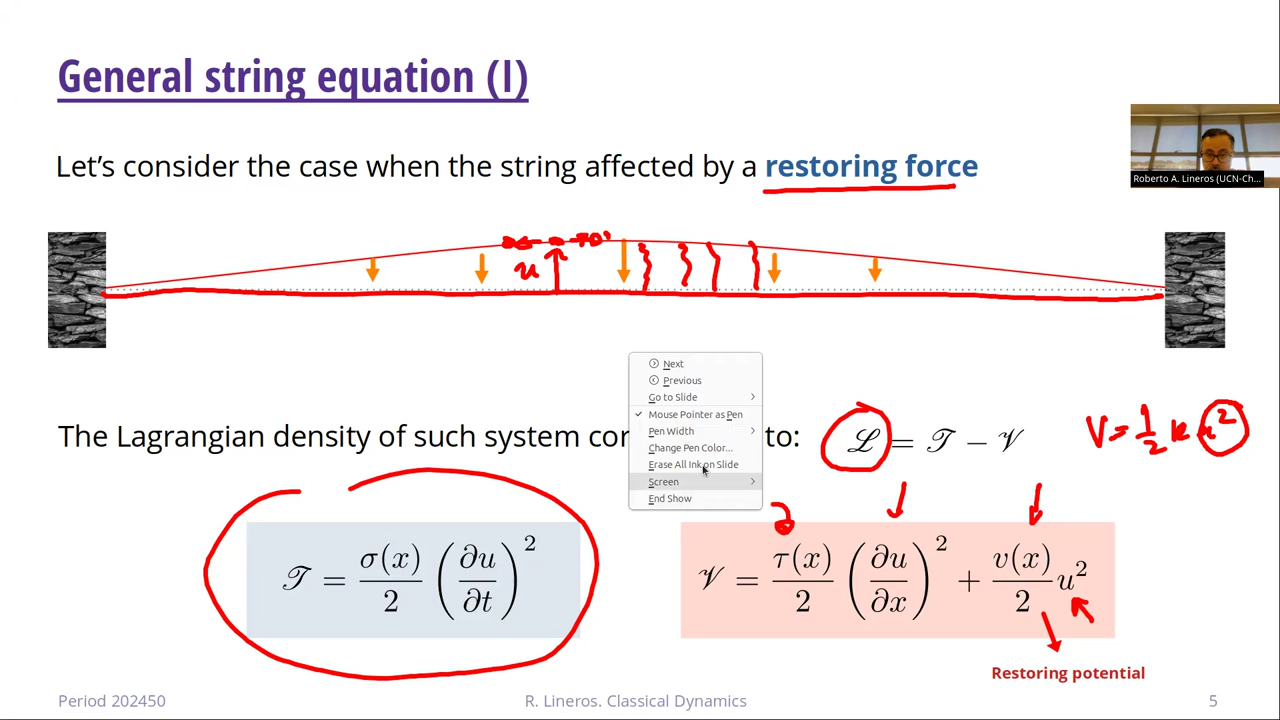 General string equation (I)
Let's consider the case when the string affected by a restoring force
Roberto A. Lineros (UCN-Ch...
u
Next
Previous
Go to Slide
Mouse Pointer as Pen
Pen Width
Change Pen Color...
Erase All Ink on Slide
Screen
End Show
The Lagrangian density of such system cor to:
ℒ = 𝒯 − 𝒱
V = 1/2 k u²
𝒯 = σ(x)/2 (∂u/∂t)²
𝒱 = τ(x)/2 (∂u/∂x)² + v(x)/2 u²
Restoring potential
Period 202450
R. Lineros. Classical Dynamics
5